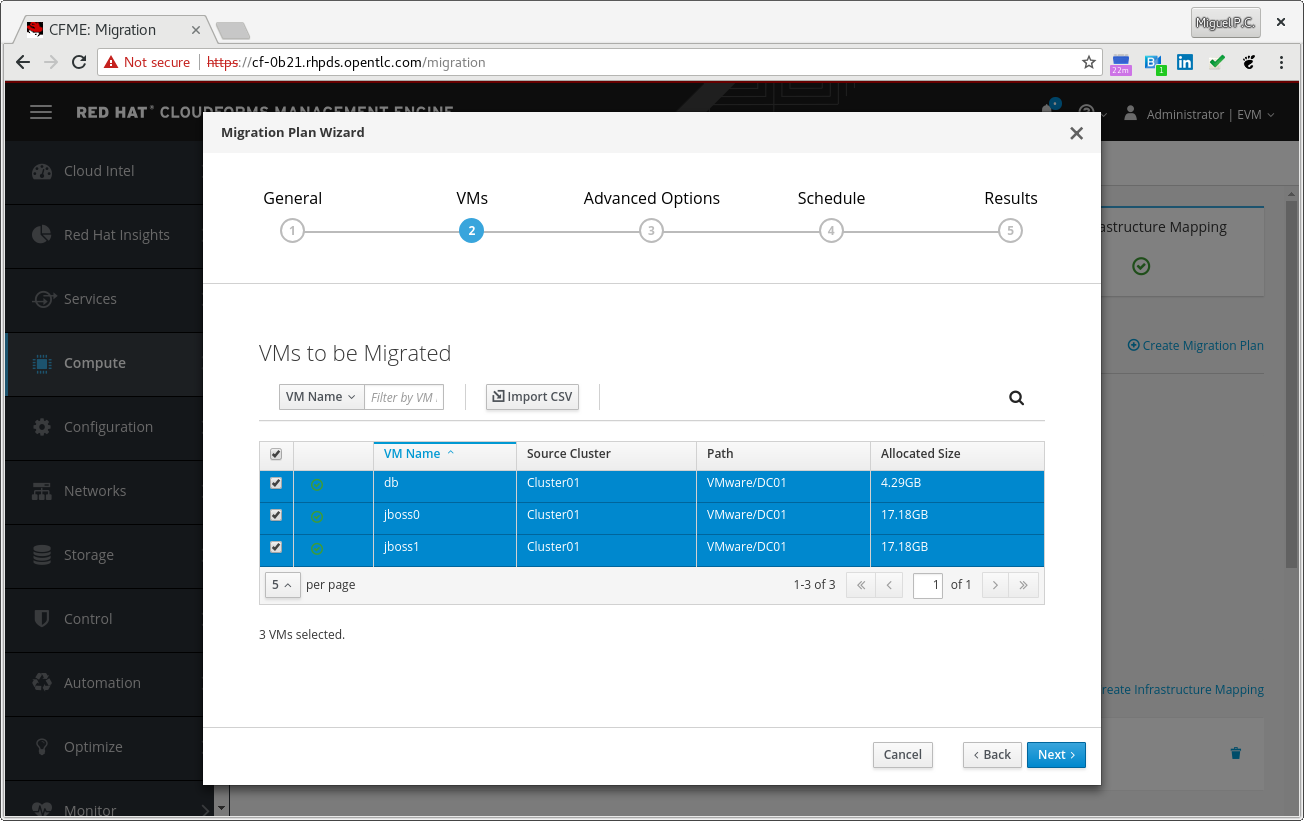 CFME: Migration
Miguel P.C.
Not secure https://cf-0b21.rhpds.opentlc.com/migration
22m
1
RED HAT CLOUDFORMS MANAGEMENT ENGINE
Administrator | EVM
Cloud Intel
Red Hat Insights
Services
Compute
Configuration
Networks
Storage
Control
Automation
Optimize
Monitor
Migration Plan Wizard
General VMs Advanced Options Schedule Results
1 2 3 4 5
astructure Mapping
Create Migration Plan
VMs to be Migrated
VM Name Filter by VM Import CSV
VM Name Source Cluster Path Allocated Size
db Cluster01 VMware/DC01 4.29GB
jboss0 Cluster01 VMware/DC01 17.18GB
jboss1 Cluster01 VMware/DC01 17.18GB
5 per page 1-3 of 3 1 of 1
3 VMs selected.
reate Infrastructure Mapping
Cancel Back Next